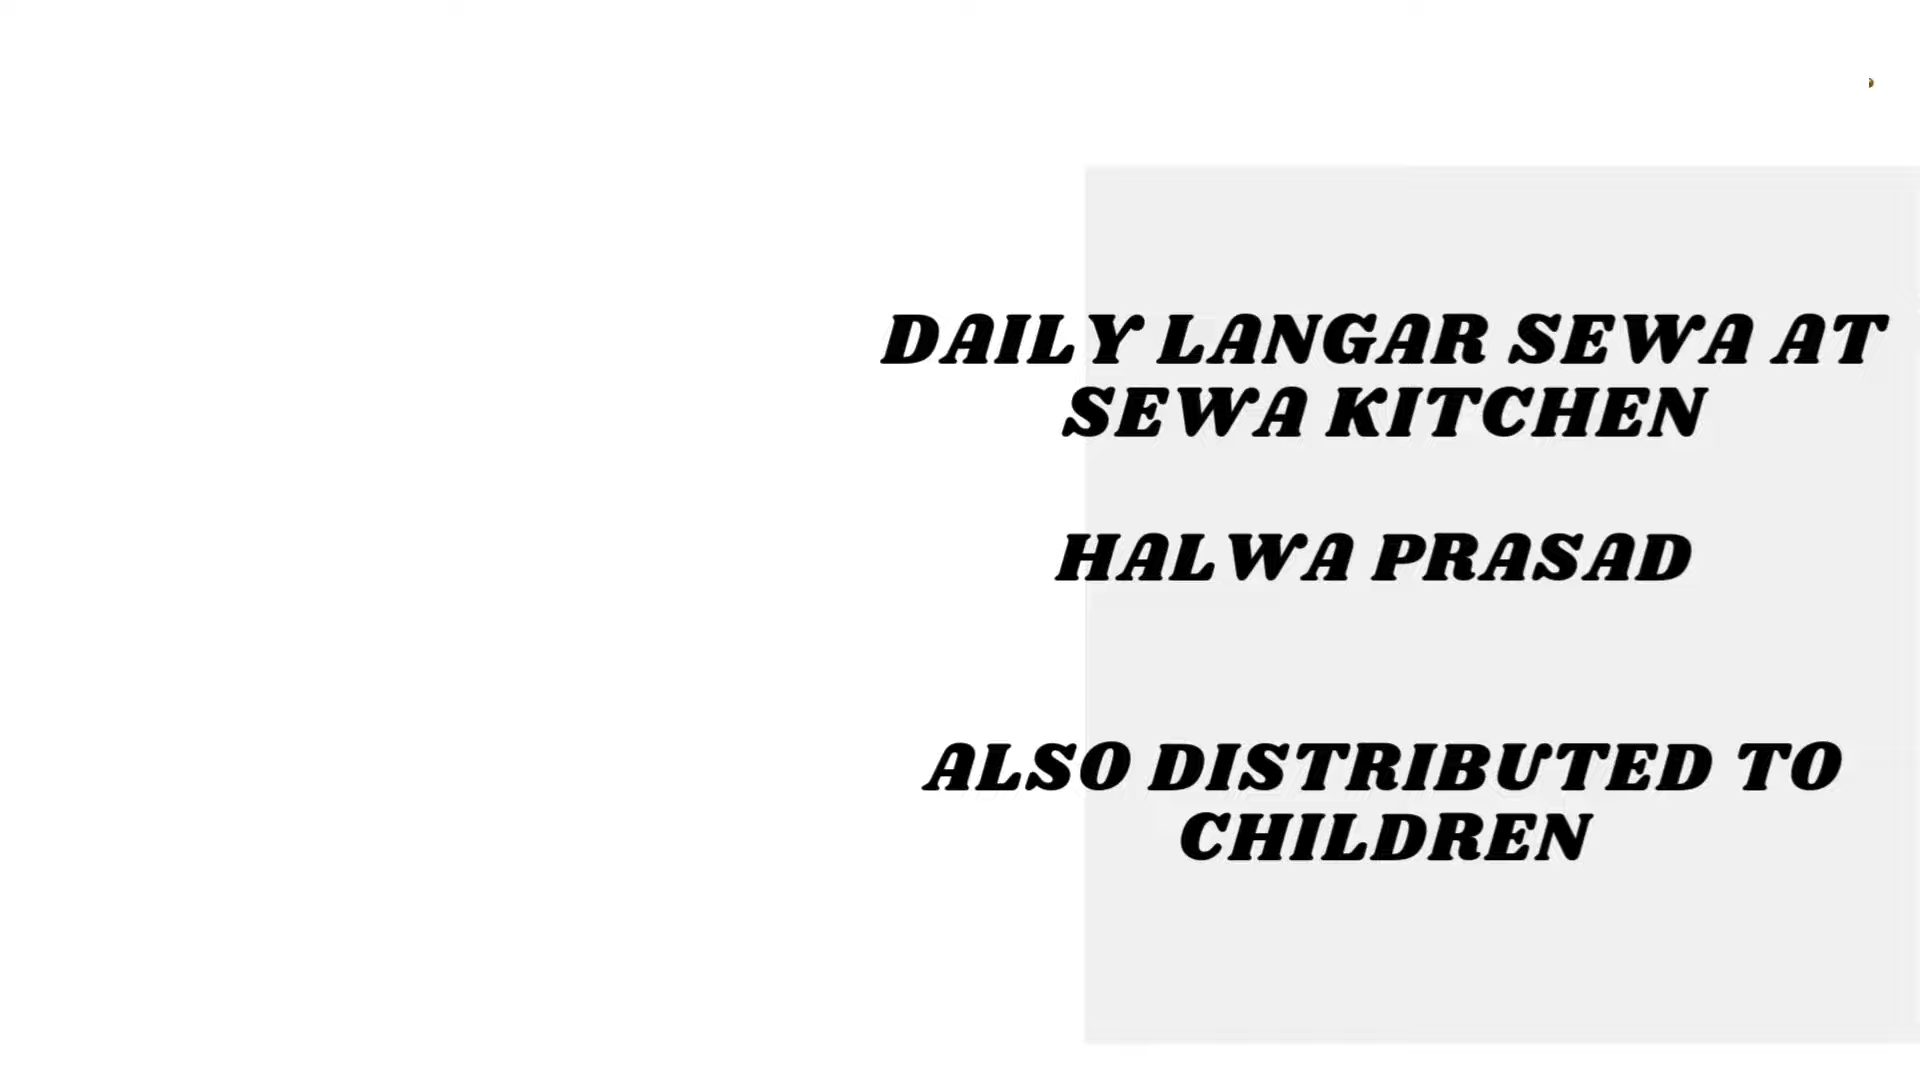 DAILY LANGAR SEWA AT
SEWA KITCHEN
HALWA PRASAD
ALSO DISTRIBUTED TO
CHILDREN